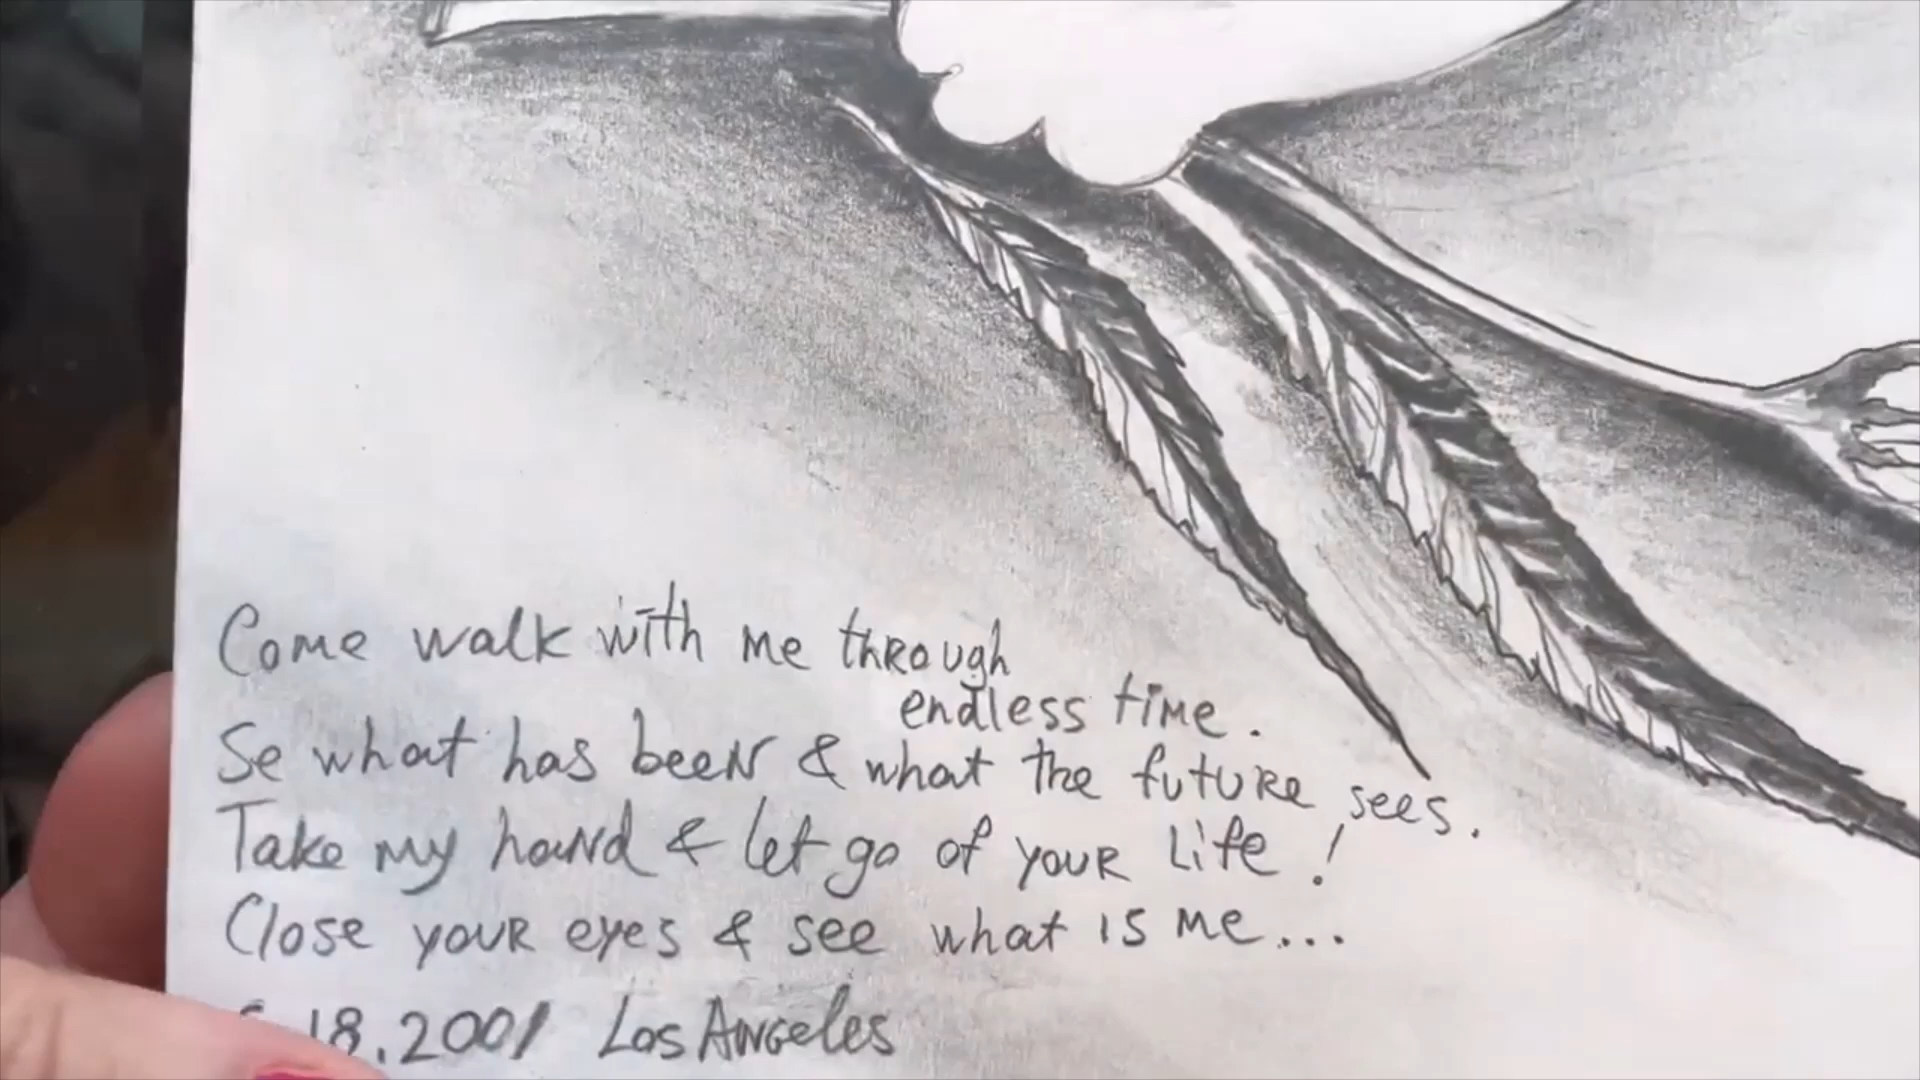 Come walk with me through
endless time.
Se what has been & what the future sees.
Take my hand & let go of your life!
Close your eyes & see what is me...
18.2001 Los Angeles